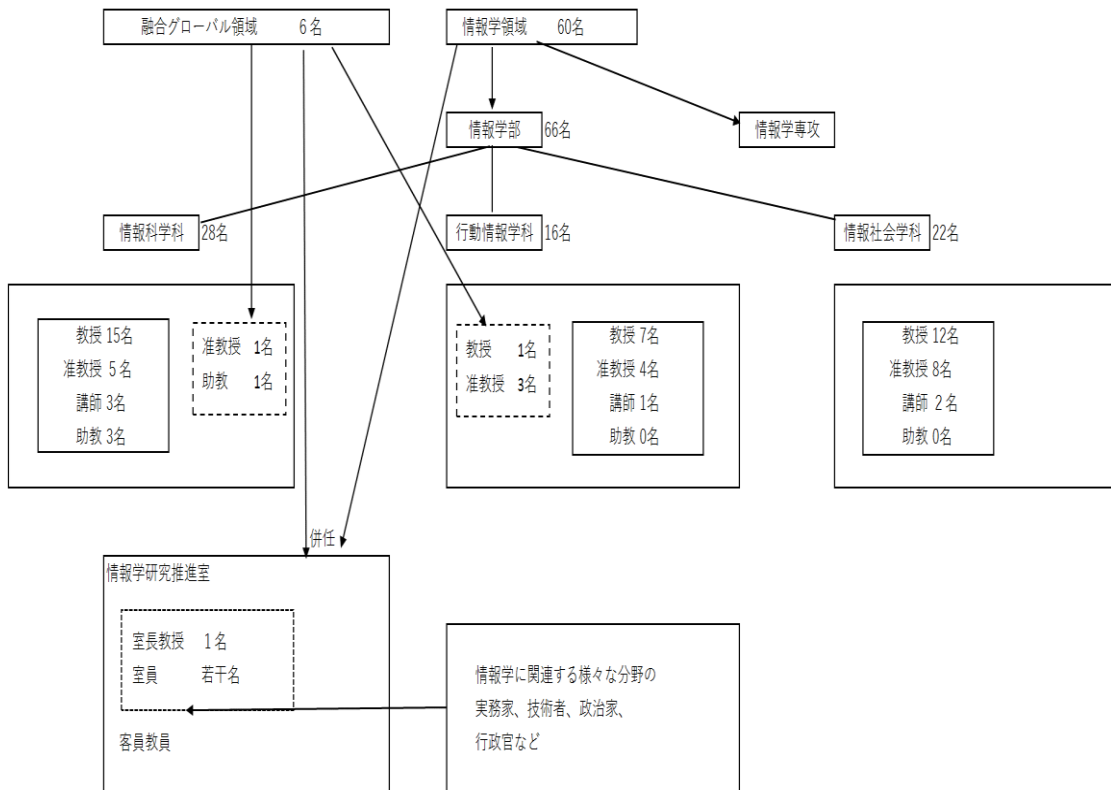 融合グローバル領域 6名
情報学領域 60名
情報学部 66名
情報学専攻
情報科学科 28名
行動情報学科 16名
情報社会学科 22名
教授 15名
准教授 5名
講師 3名
助教 3名
准教授 1名
助教 1名
教授 1名
准教授 3名
教授 7名
准教授 4名
講師 1名
助教 0名
教授 12名
准教授 8名
講師 2名
助教 0名
併任
情報学研究推進室
室長教授 1名
室員 若干名
客員教員
情報学に関連する様々な分野の
実務家、技術者、政治家、
行政官など